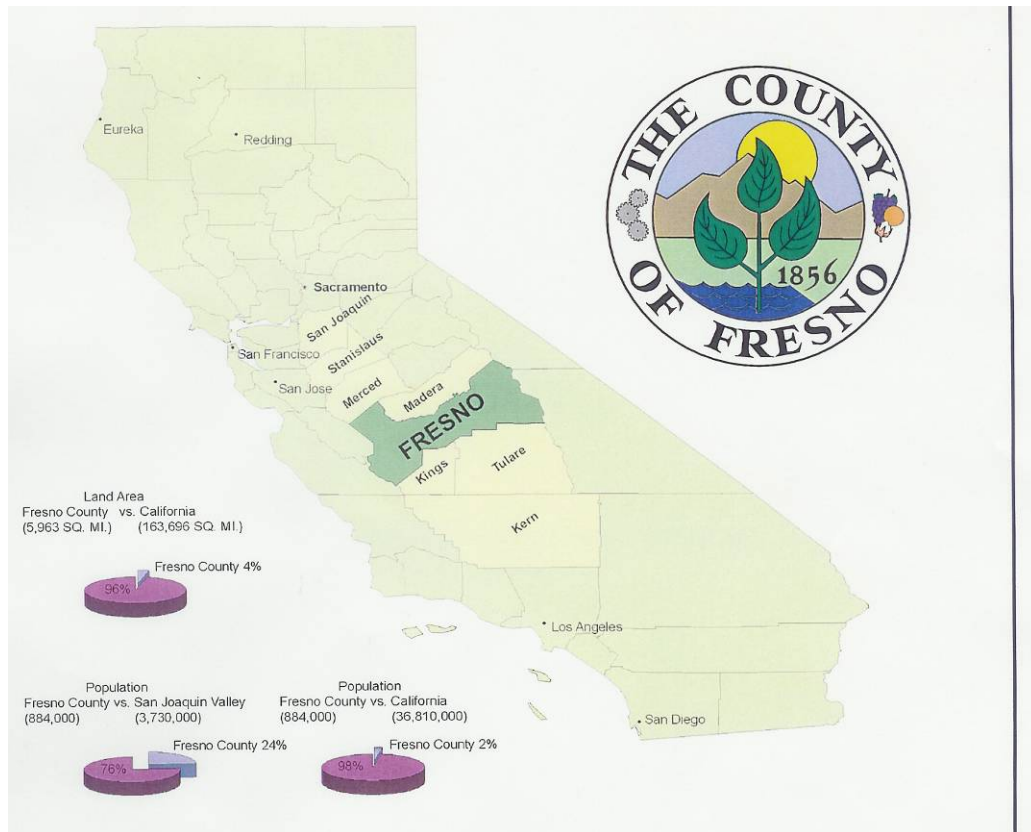 THE COUNTY
OF FRESNO
1856
Eureka
Redding
Sacramento
San Joaquin
San Francisco
Stanislaus
San Jose
Merced
Madera
FRESNO
Kings
Tulare
Kern
Los Angeles
San Diego
Land Area
Fresno County vs. California
(5,963 SQ. MI.) (163,696 SQ. MI.)
Fresno County 4%
96%
Population
Fresno County vs. San Joaquin Valley
(884,000) (3,730,000)
Fresno County 24%
76%
Population
Fresno County vs. California
(884,000) (36,810,000)
Fresno County 2%
98%